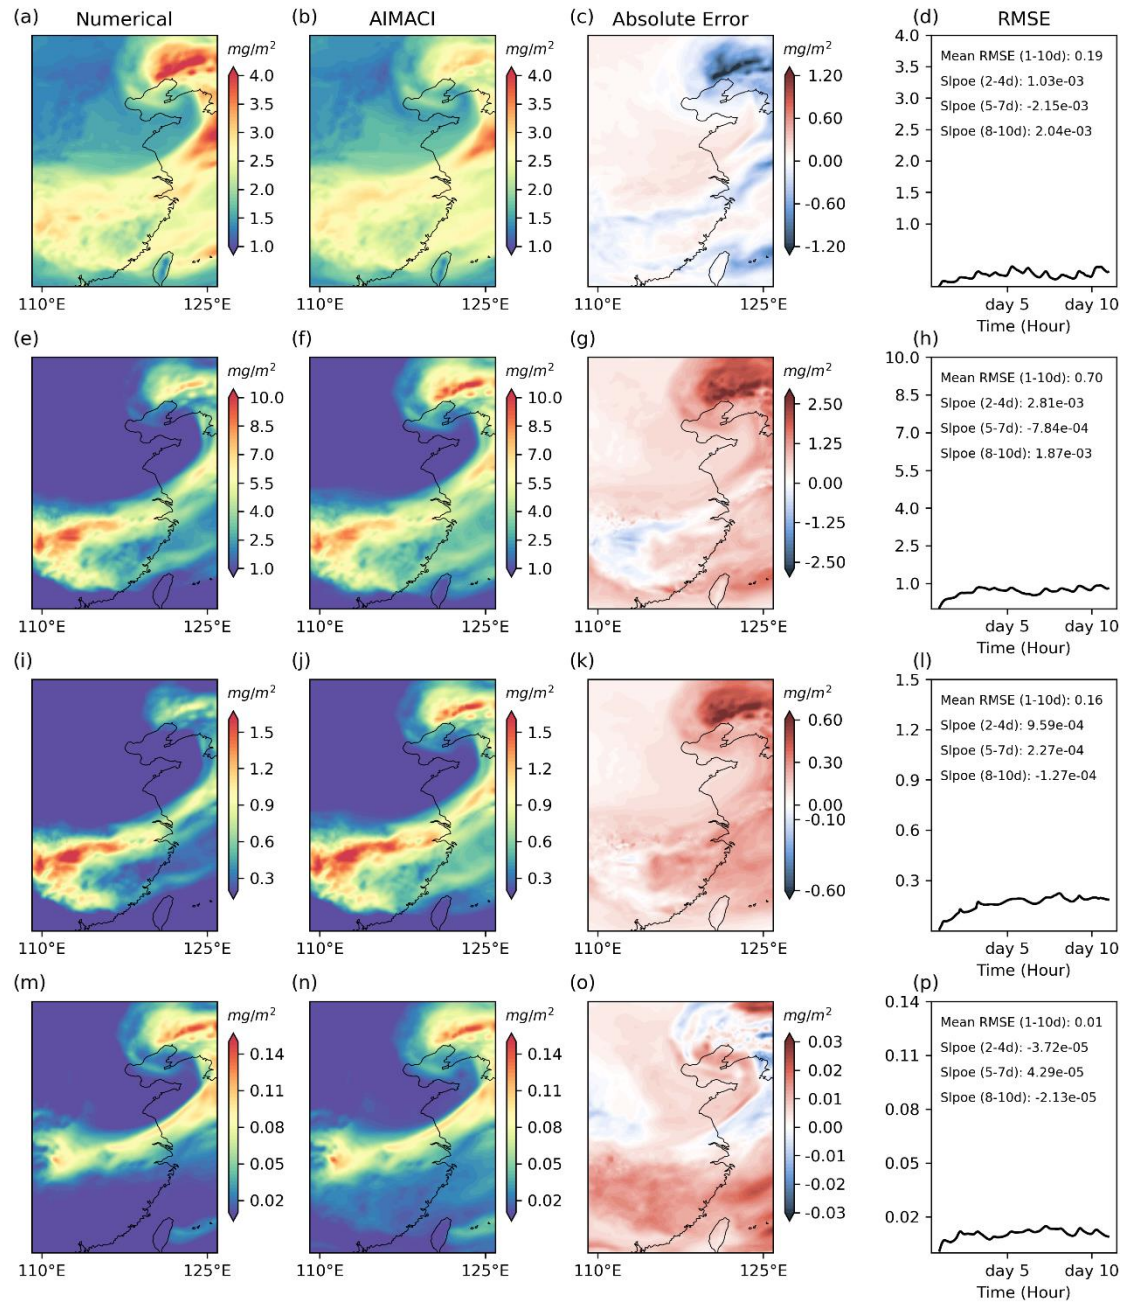 (a) Numerical (b) AIMACI (c) Absolute Error (d) RMSE
mg/m² mg/m² mg/m²
4.0 4.0 1.20 4.0
3.5 3.5 0.60 3.5
3.0 3.0 0.00 3.0
2.5 2.5 -0.60 2.5
2.0 2.0 -1.20 2.0
1.5 1.5 1.5
1.0 1.0 1.0
Mean RMSE (1-10d): 0.19
Slpoe (2-4d): 1.03e-03
Slpoe (5-7d): -2.15e-03
Slpoe (8-10d): 2.04e-03
110°E 125°E 110°E 125°E 110°E 125°E day 5 day 10
Time (Hour)
(e) (f) (g) (h)
mg/m² mg/m² mg/m²
10.0 10.0 2.50 10.0
8.5 8.5 1.25 8.5
7.0 7.0 0.00 7.0
5.5 5.5 -1.25 5.5
4.0 4.0 -2.50 4.0
2.5 2.5 2.5
1.0 1.0 1.0
Mean RMSE (1-10d): 0.70
Slpoe (2-4d): 2.81e-03
Slpoe (5-7d): -7.84e-04
Slpoe (8-10d): 1.87e-03
110°E 125°E 110°E 125°E 110°E 125°E day 5 day 10
Time (Hour)
(i) (j) (k) (l)
mg/m² mg/m² mg/m²
1.5 1.5 0.60 1.5
1.2 1.2 0.30 1.2
0.9 0.9 0.00 0.9
0.6 0.6 -0.10 0.6
0.3 0.3 -0.60 0.3
Mean RMSE (1-10d): 0.16
Slpoe (2-4d): 9.59e-04
Slpoe (5-7d): 2.27e-04
Slpoe (8-10d): -1.27e-04
110°E 125°E 110°E 125°E 110°E 125°E day 5 day 10
Time (Hour)
(m) (n) (o) (p)
mg/m² mg/m² mg/m²
0.14 0.14 0.03 0.14
0.11 0.11 0.02 0.11
0.08 0.08 0.01 0.08
0.05 0.05 0.00 0.05
0.02 0.02 -0.01 0.02
-0.00
-0.03
Mean RMSE (1-10d): 0.01
Slpoe (2-4d): -3.72e-05
Slpoe (5-7d): 4.29e-05
Slpoe (8-10d): -2.13e-05
110°E 125°E 110°E 125°E 110°E 125°E day 5 day 10
Time (Hour)